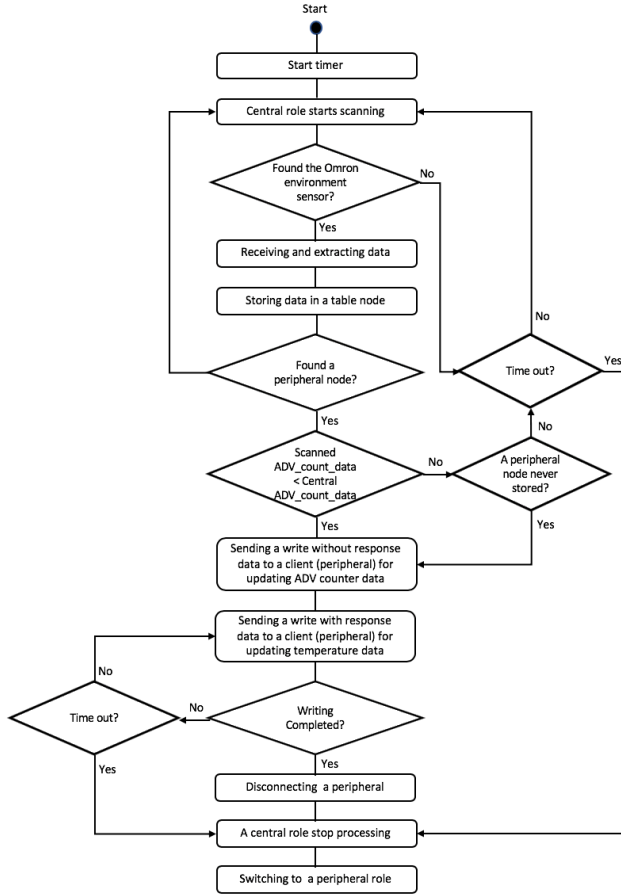 Start
Start timer
Central role starts scanning
Found the Omron
environment
sensor?
No
Yes
Receiving and extracting data
Storing data in a table node
No
Found a
peripheral node?
Time out?
Yes
Yes
No
Scanned
ADV_count_data
< Central
ADV_count_data
No
A peripheral
node never
stored?
Yes
Yes
Sending a write without response
data to a client (peripheral) for
updating ADV counter data
Sending a write with response
data to a client (peripheral) for
updating temperature data
No
Time out?
No
Writing
Completed?
Yes
Yes
Disconnecting a peripheral
A central role stop processing
Switching to a peripheral role